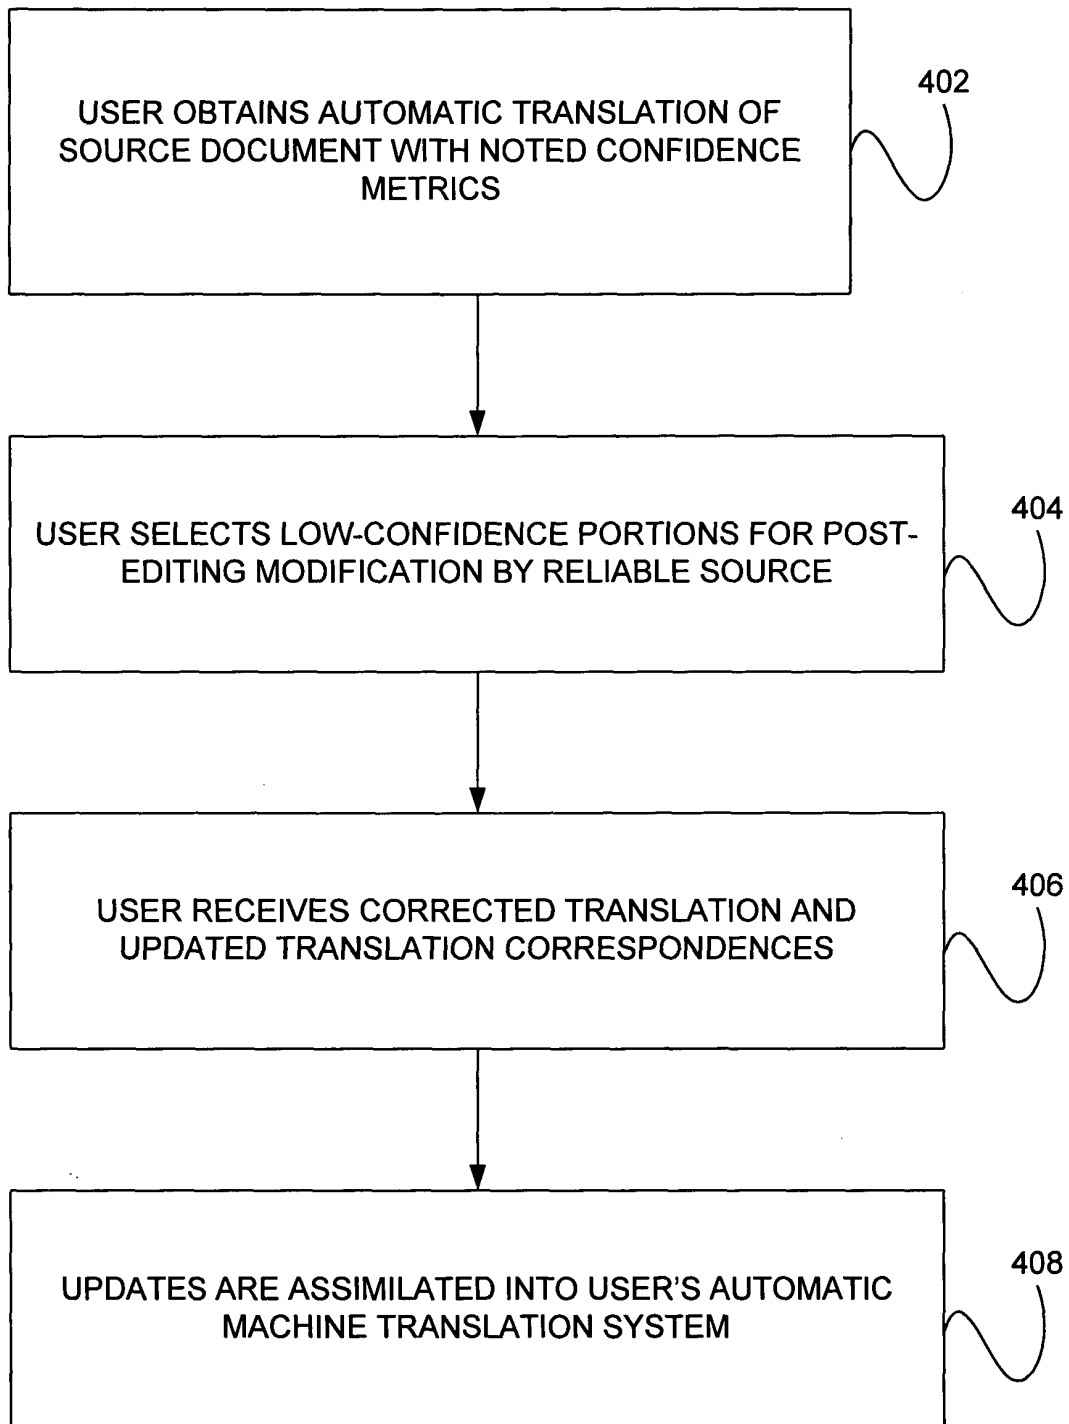 USER OBTAINS AUTOMATIC TRANSLATION OF
SOURCE DOCUMENT WITH NOTED CONFIDENCE
METRICS
402
USER SELECTS LOW-CONFIDENCE PORTIONS FOR POST-
EDITING MODIFICATION BY RELIABLE SOURCE
404
USER RECEIVES CORRECTED TRANSLATION AND
UPDATED TRANSLATION CORRESPONDENCES
406
UPDATES ARE ASSIMILATED INTO USER'S AUTOMATIC
MACHINE TRANSLATION SYSTEM
408